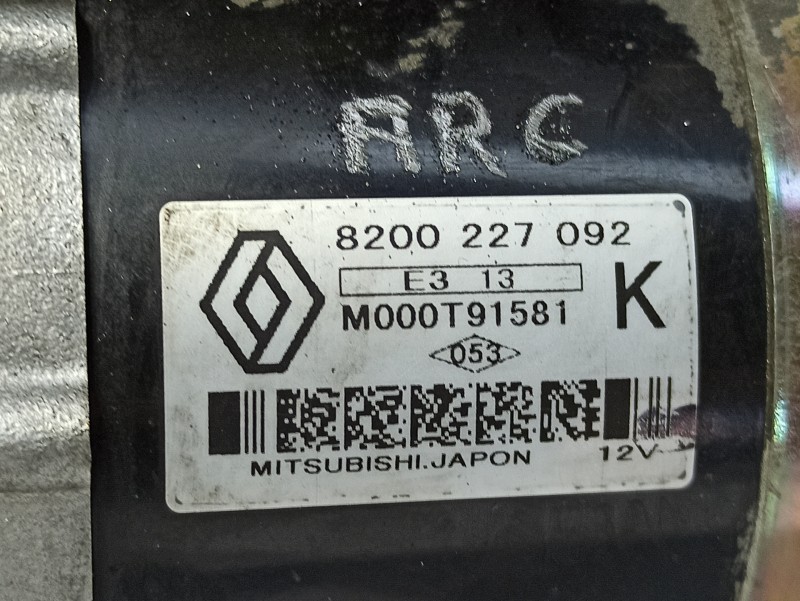 ARC
8200 227 092
E3 13
K
M000T91581
053
MITSUBISHI.JAPON
12V